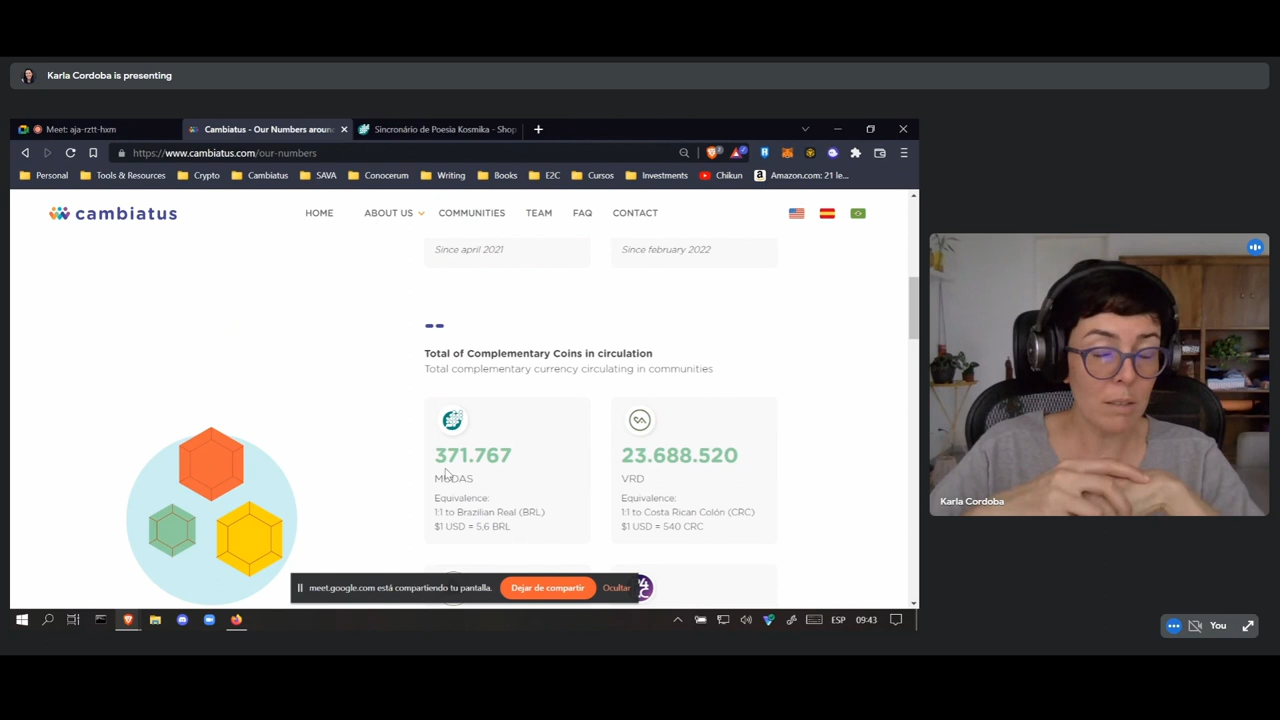 Karla Cordoba is presenting
Meet: aja-rztt-hxm
Cambiatus - Our Numbers aroun
Sincronário de Poesia Kosmika - Shop
https://www.cambiatus.com/our-numbers
Personal
Tools & Resources
Crypto
Cambiatus
SAVA
Conocerum
Writing
Books
E2C
Cursos
Investments
Chikun
Amazon.com: 21 le...
cambiatus
HOME
ABOUT US
COMMUNITIES
TEAM
FAQ
CONTACT
Since april 2021
Since february 2022
Total of Complementary Coins in circulation
Total complementary currency circulating in communities
371.767
MUDAS
Equivalence:
1:1 to Brazilian Real (BRL)
$1 USD = 5,6 BRL
23.688.520
VRD
Equivalence:
1:1 to Costa Rican Colón (CRC)
$1 USD = 540 CRC
meet.google.com está compartiendo tu pantalla.
Dejar de compartir
Ocultar
ESP
09:43
Karla Cordoba
You